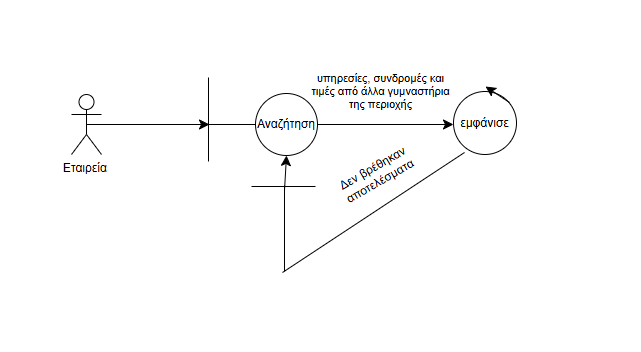 υπηρεσίες, συνδρομές και
τιμές από άλλα γυμναστήρια
της περιοχής
Αναζήτηση
εμφάνισε
Εταιρεία
Δεν βρέθηκαν
αποτελέσματα